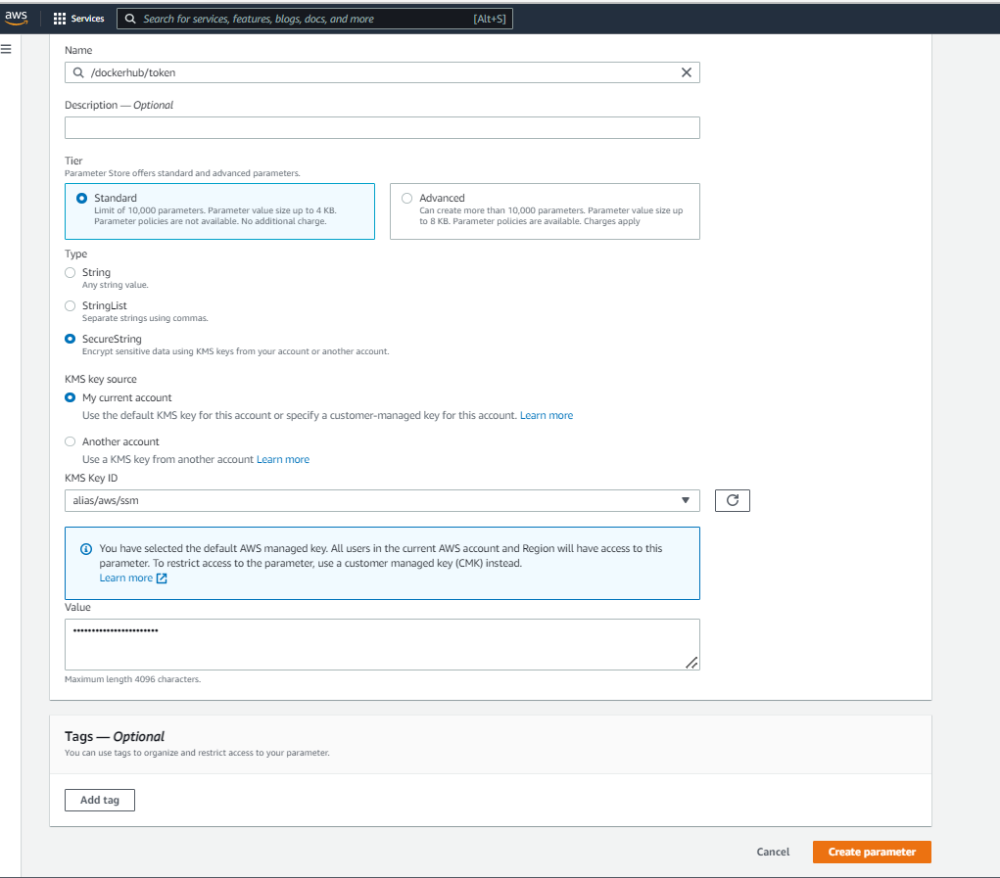 aws
Services
Search for services, features, blogs, docs, and more
[Alt+S]
Name
/dockerhub/token
Description — Optional
Tier
Parameter Store offers standard and advanced parameters.
Standard
Limit of 10,000 parameters. Parameter value size up to 4 KB.
Parameter policies are not available. No additional charge.
Advanced
Can create more than 10,000 parameters. Parameter value size up
to 8 KB. Parameter policies are available. Charges apply
Type
String
Any string value.
StringList
Separate strings using commas.
SecureString
Encrypt sensitive data using KMS keys from your account or another account.
KMS key source
My current account
Use the default KMS key for this account or specify a customer-managed key for this account. Learn more
Another account
Use a KMS key from another account Learn more
KMS Key ID
alias/aws/ssm
You have selected the default AWS managed key. All users in the current AWS account and Region will have access to this
parameter. To restrict access to the parameter, use a customer managed key (CMK) instead.
Learn more
Value
•••••••••••••••••••••••
Maximum length 4096 characters.
Tags — Optional
You can use tags to organize and restrict access to your parameter.
Add tag
Cancel
Create parameter